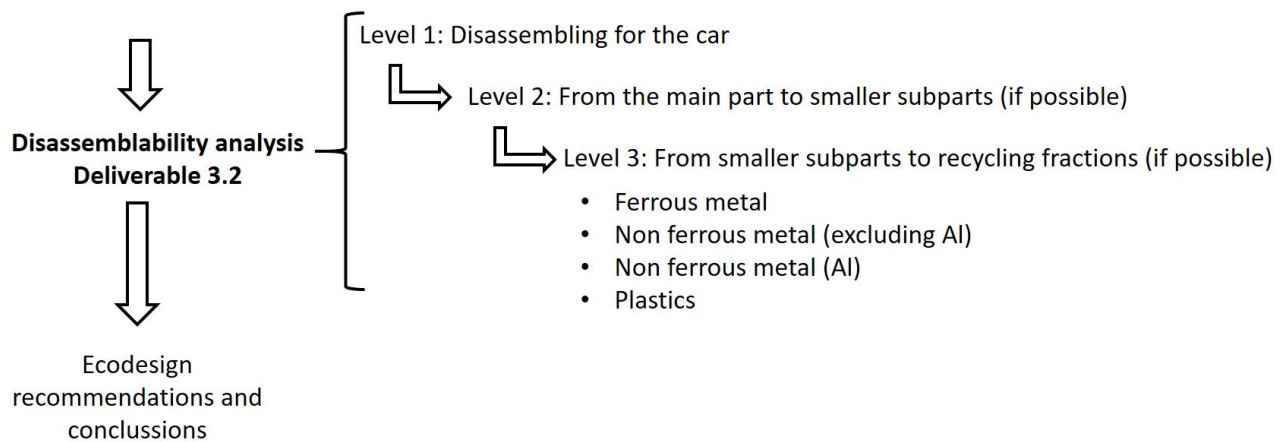 Level 1: Disassembling for the car
Level 2: From the main part to smaller subparts (if possible)
Disassemblability analysis
Deliverable 3.2
Level 3: From smaller subparts to recycling fractions (if possible)
• Ferrous metal
• Non ferrous metal (excluding Al)
• Non ferrous metal (Al)
• Plastics
Ecodesign
recommendations and
conclussions